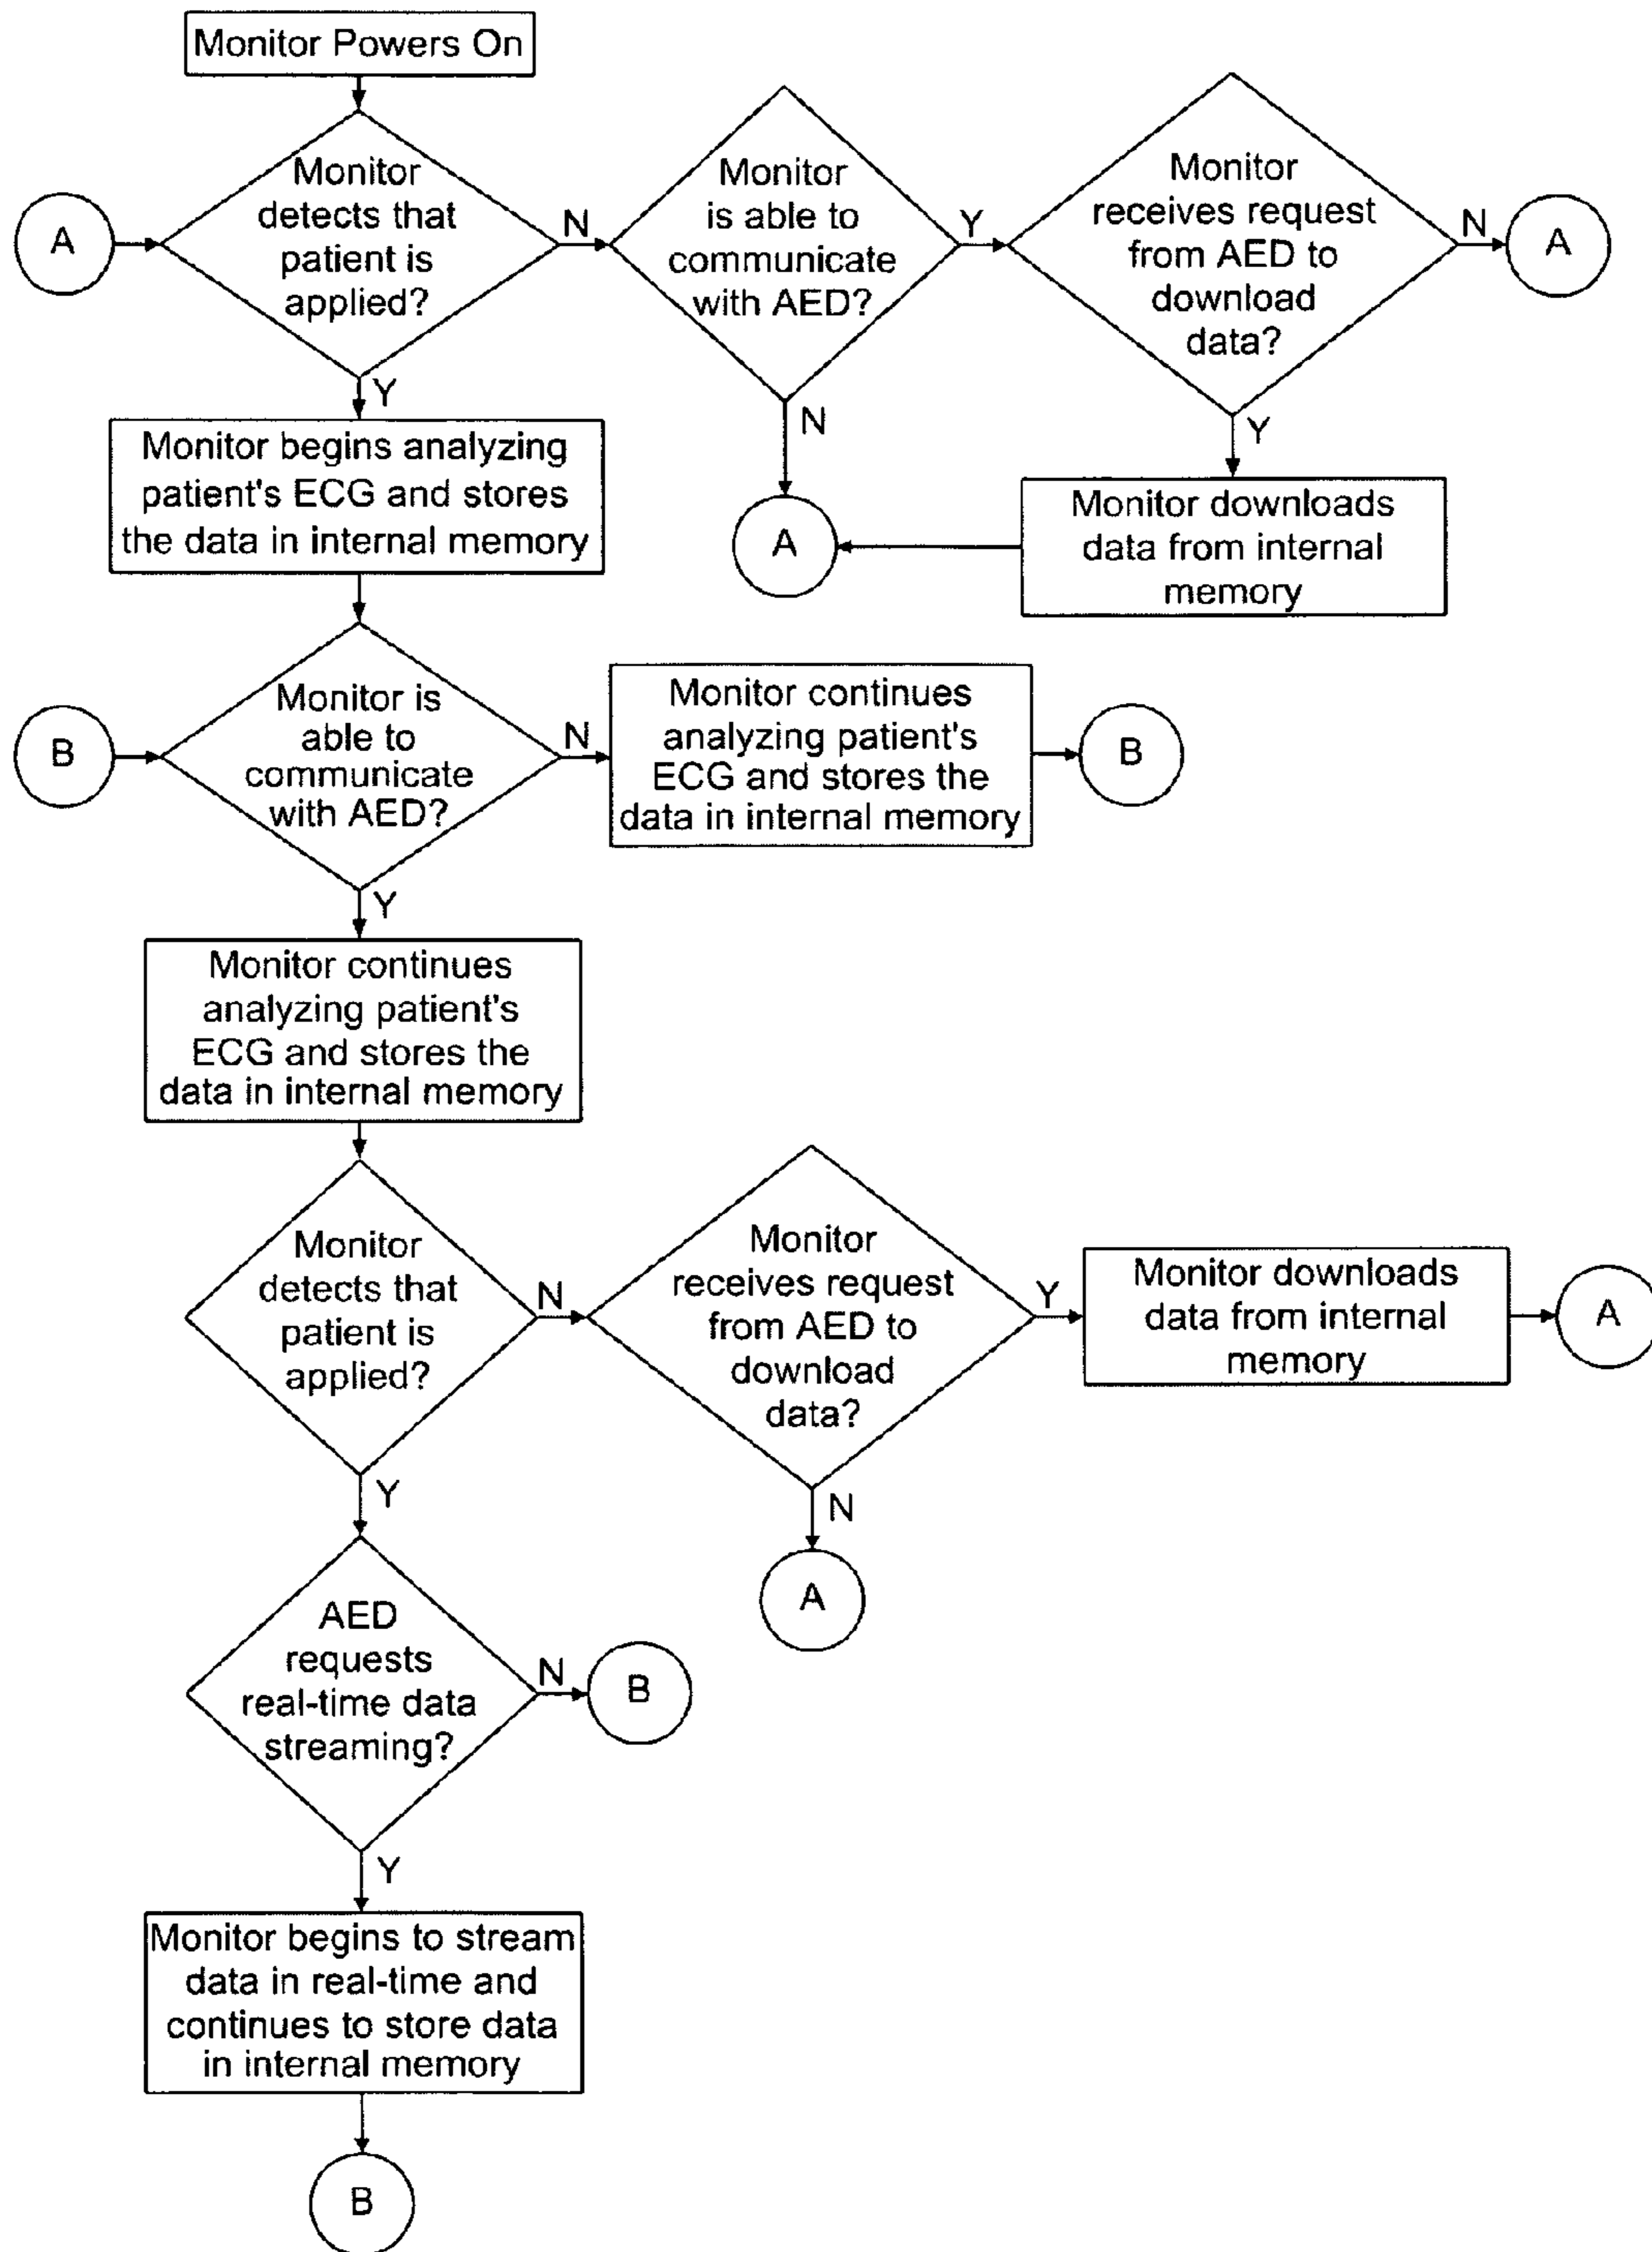 Monitor Powers On
A
Monitor
detects that
patient is
applied?
N
Monitor
is able to
communicate
with AED?
Y
Monitor
receives request
from AED to
download
data?
N
A
Y
Monitor begins analyzing
patient's ECG and stores
the data in internal memory
N
A
Y
Monitor downloads
data from internal
memory
B
Monitor is
able to
communicate
with AED?
N
Monitor continues
analyzing patient's
ECG and stores the
data in internal memory
B
Y
Monitor continues
analyzing patient's
ECG and stores the
data in internal memory
Monitor
detects that
patient is
applied?
N
Monitor
receives request
from AED to
download
data?
Y
Monitor downloads
data from internal
memory
A
Y
N
A
AED
requests
real-time data
streaming?
N
B
Y
Monitor begins to stream
data in real-time and
continues to store data
in internal memory
B